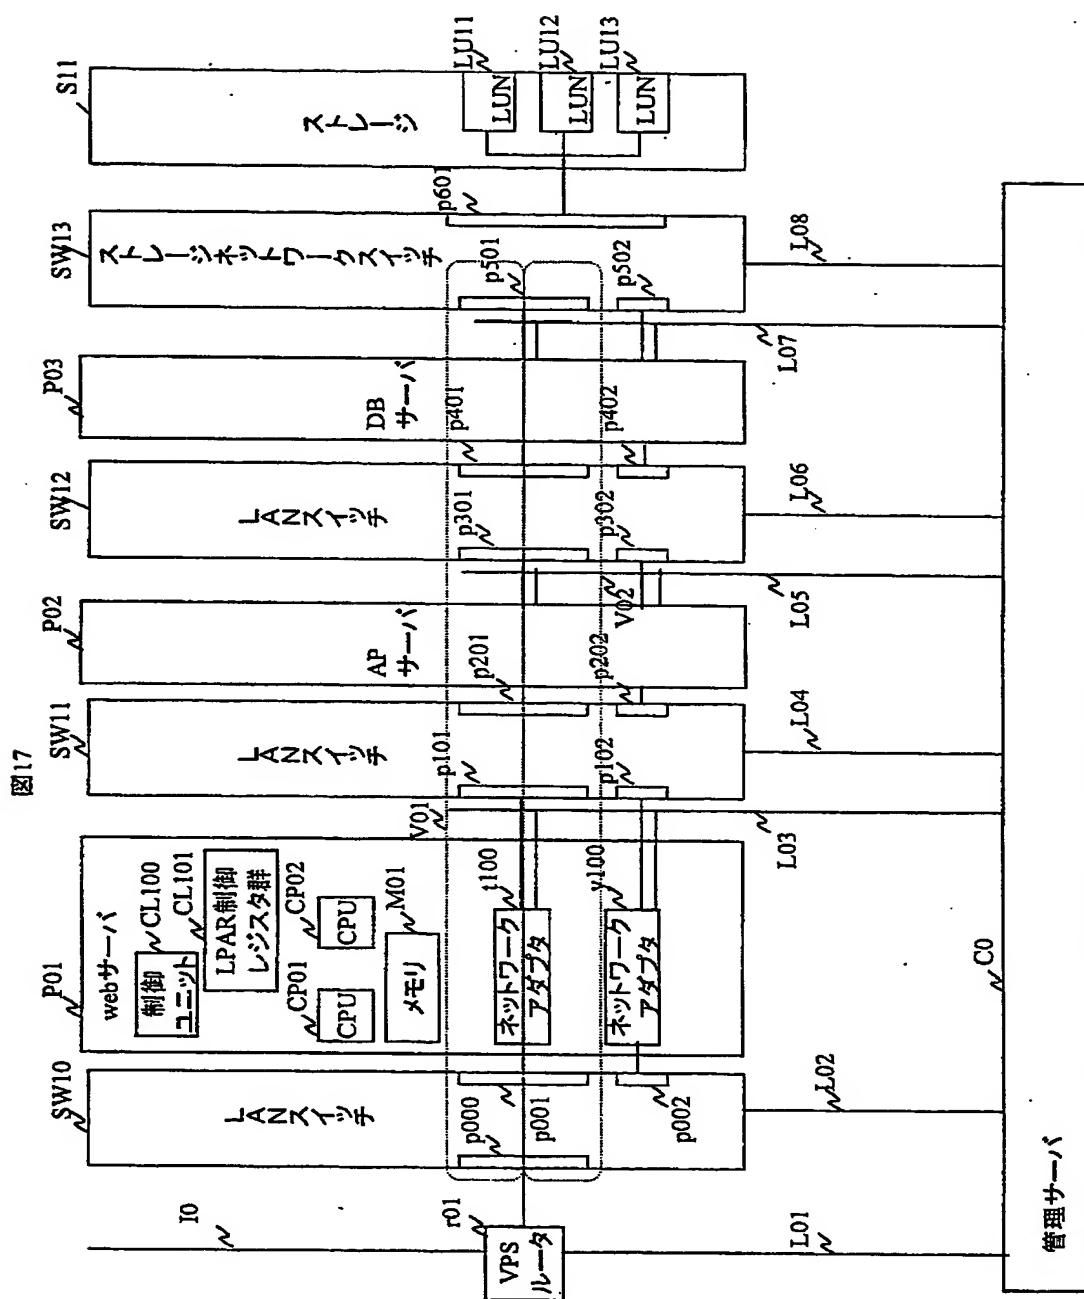 図17
I0
r01
VPS
ルータ
L01
SW10
LANスイッチ
p000
p001
p002
L02
P01
webサーバ
制御
ユニット
CL100
LPAR制御
レジスタ群
CL101
CP01
CPU
CP02
CPU
メモリ
M01
ネットワーク
アダプタ
t100
ネットワーク
アダプタ
y100
V01
L03
SW11
LANスイッチ
p101
p102
p201
p202
L04
P02
AP
サーバ
V02
L05
SW12
LANスイッチ
p301
p302
p401
p402
L06
P03
DB
サーバ
L07
SW13
ストレージネットワークスイッチ
p501
p502
p601
L08
S11
ストレージ
LUN
LU11
LUN
LU12
LUN
LU13
C0
管理サーバ